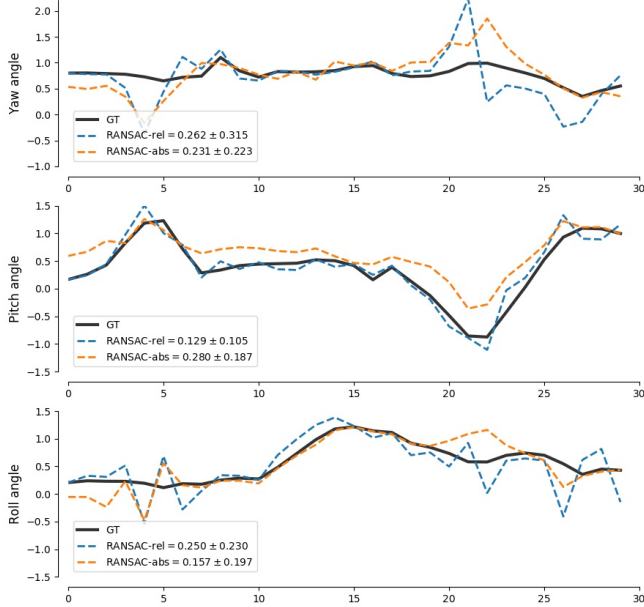 2.0
1.5
1.0
0.5
0.0
−0.5
−1.0
Yaw angle
GT
RANSAC-rel = 0.262 ± 0.315
RANSAC-abs = 0.231 ± 0.223
0 5 10 15 20 25 30
1.5
1.0
0.5
0.0
−0.5
−1.0
−1.5
Pitch angle
GT
RANSAC-rel = 0.129 ± 0.105
RANSAC-abs = 0.280 ± 0.187
0 5 10 15 20 25 30
1.5
1.0
0.5
0.0
−0.5
−1.0
−1.5
Roll angle
GT
RANSAC-rel = 0.250 ± 0.230
RANSAC-abs = 0.157 ± 0.197
0 5 10 15 20 25 30